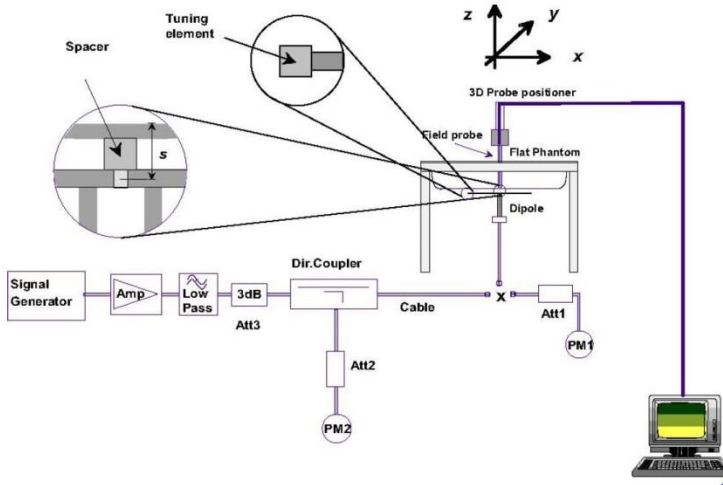 Tuning
element
z
y
x
Spacer
3D Probe positioner
s
Field probe
Flat Phantom
Dipole
Dir.Coupler
Signal
Generator
Amp
Low
Pass
3dB
Att3
Cable
x
Att1
PM1
Att2
PM2